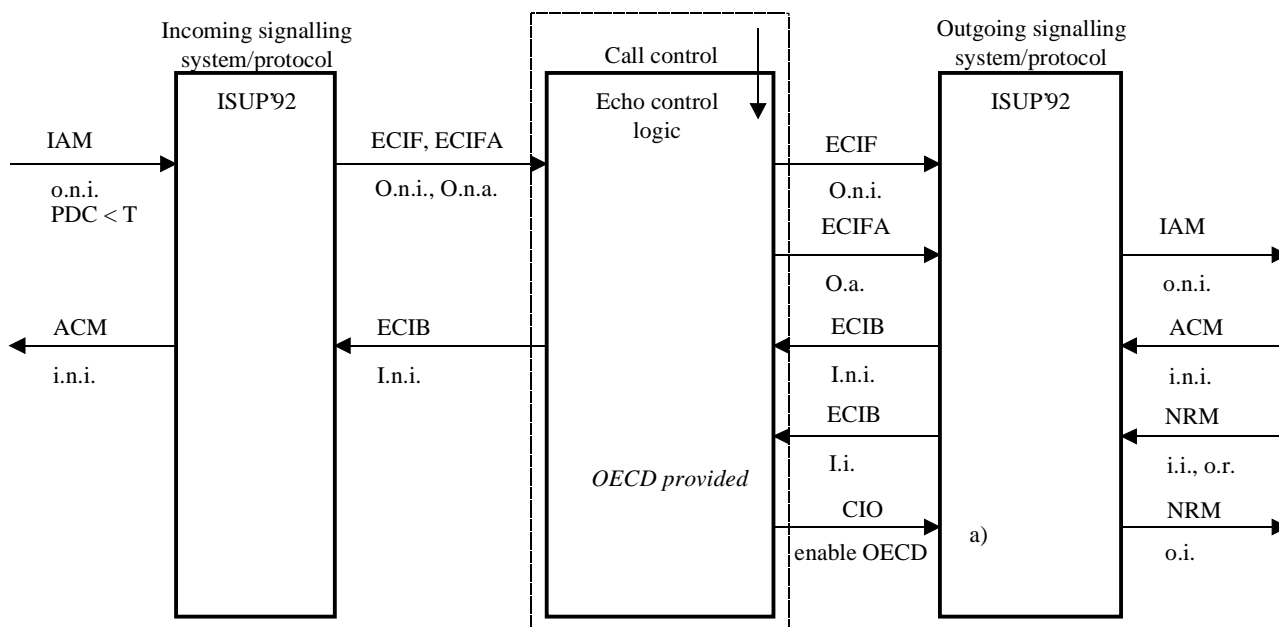 Incoming signalling
system/protocol
ISUP'92
Call control
Echo control
logic
Outgoing signalling
system/protocol
ISUP'92
IAM
o.n.i.
PDC < T
ECIF, ECIFA
O.n.i., O.n.a.
ECIF
O.n.i.
ECIFA
O.a.
IAM
o.n.i.
ACM
i.n.i.
ECIB
I.n.i.
ECIB
I.n.i.
ACM
i.n.i.
ECIB
I.i.
NRM
i.i., o.r.
OECD provided
CIO
enable OECD
a)
NRM
o.i.